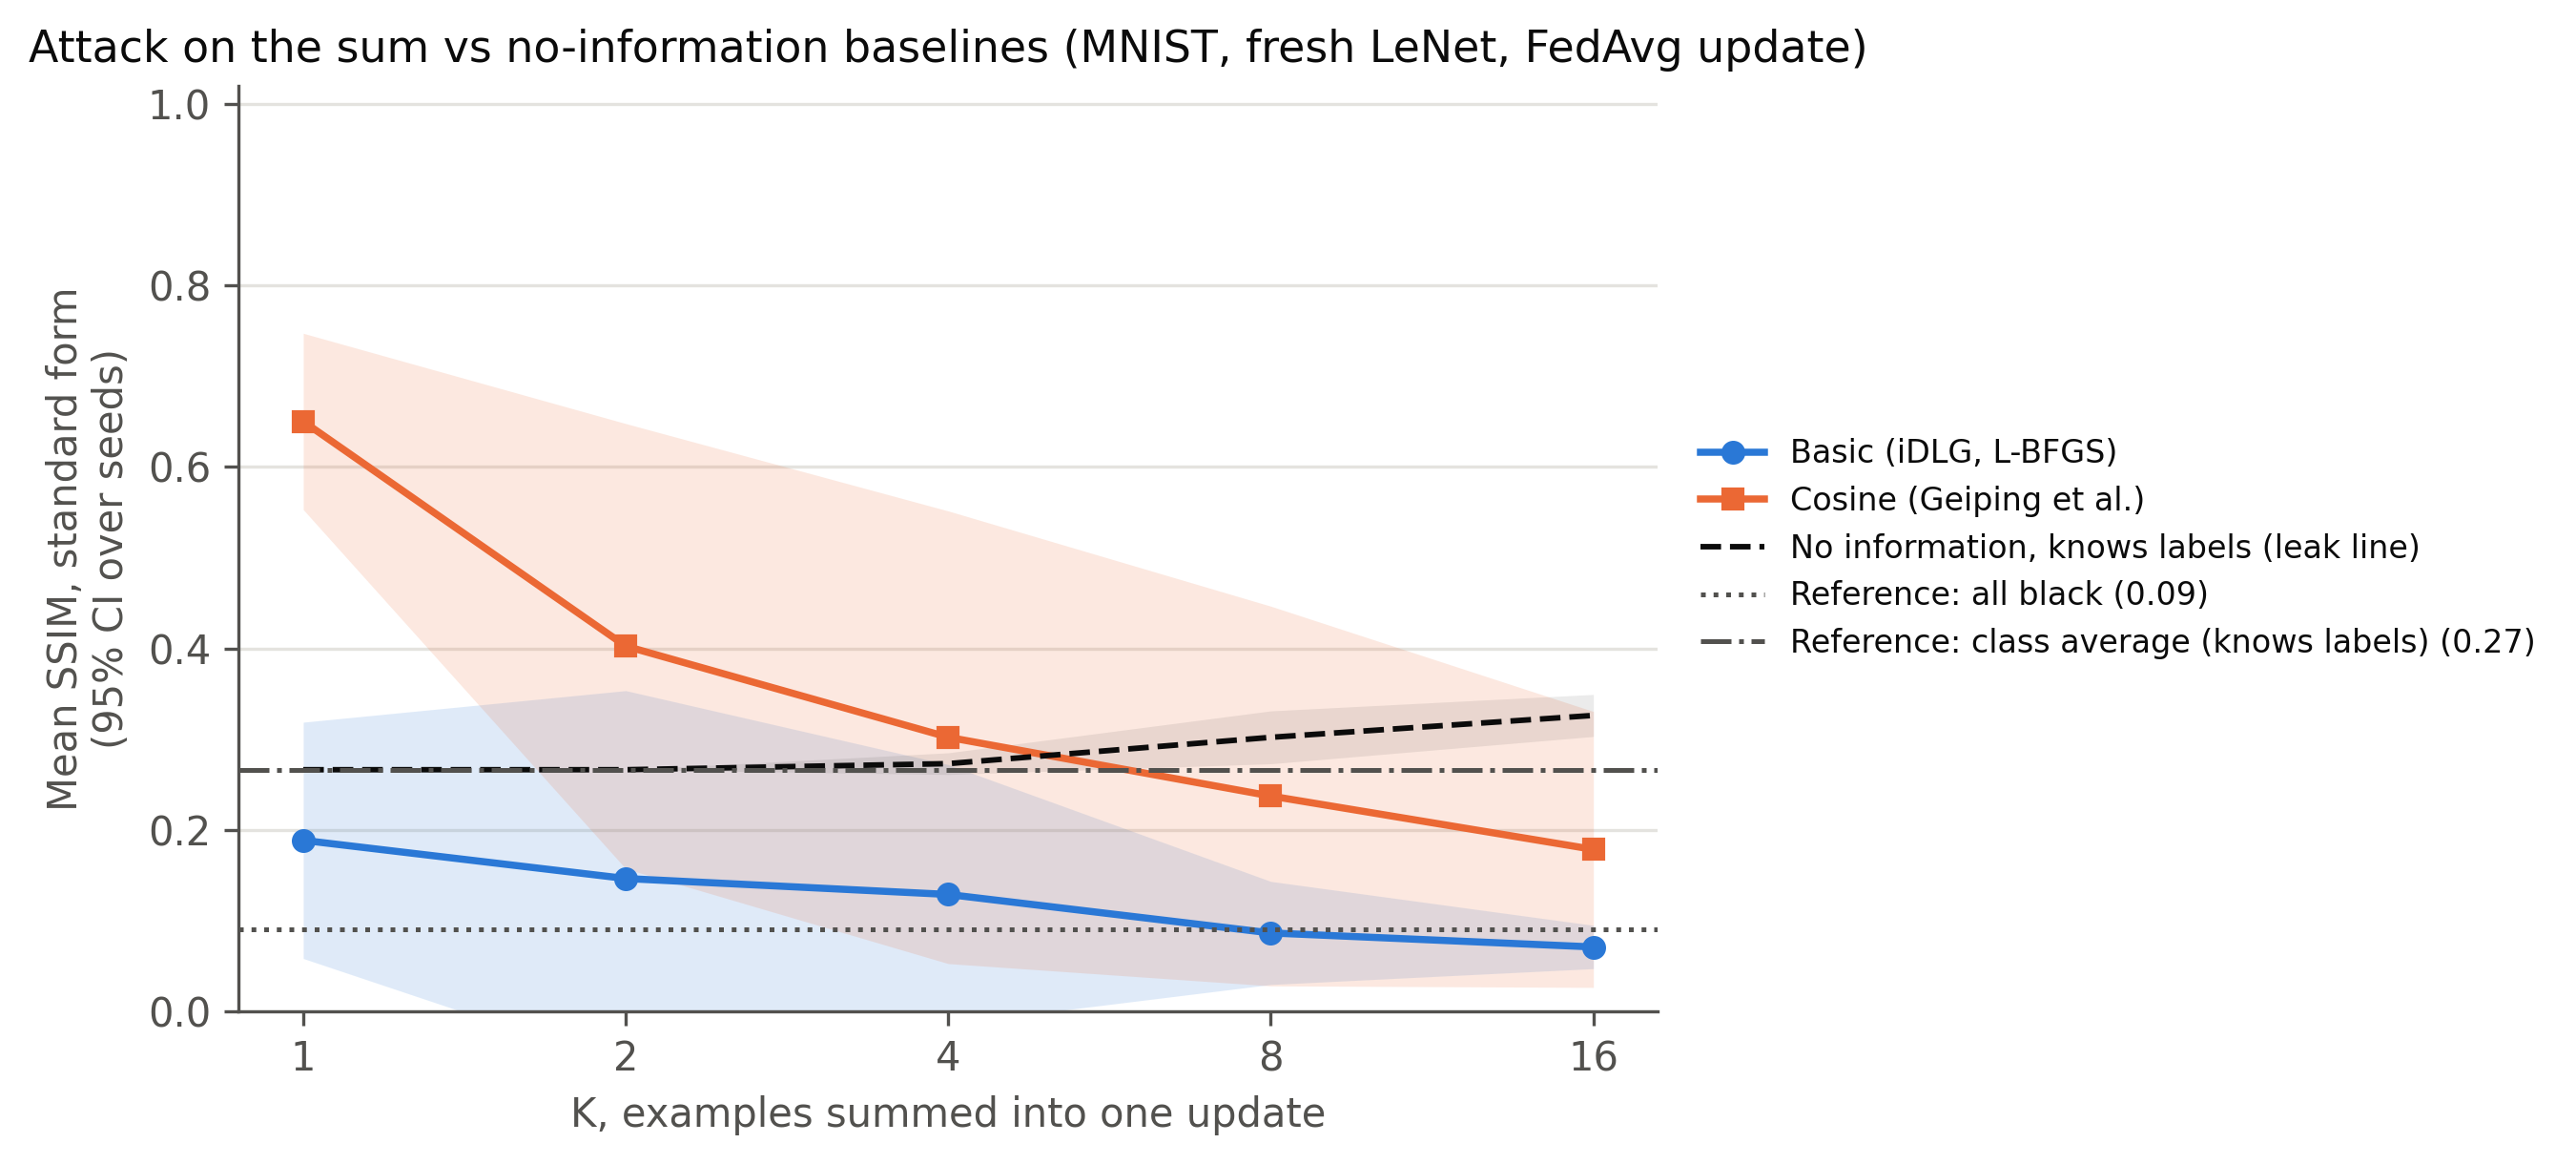 Attack on the sum vs no-information baselines (MNIST, fresh LeNet, FedAvg update)
1.0
0.8
0.6
0.4
0.2
0.0
Mean SSIM, standard form
(95% CI over seeds)
1
2
4
8
16
K, examples summed into one update
Basic (iDLG, L-BFGS)
Cosine (Geiping et al.)
No information, knows labels (leak line)
Reference: all black (0.09)
Reference: class average (knows labels) (0.27)